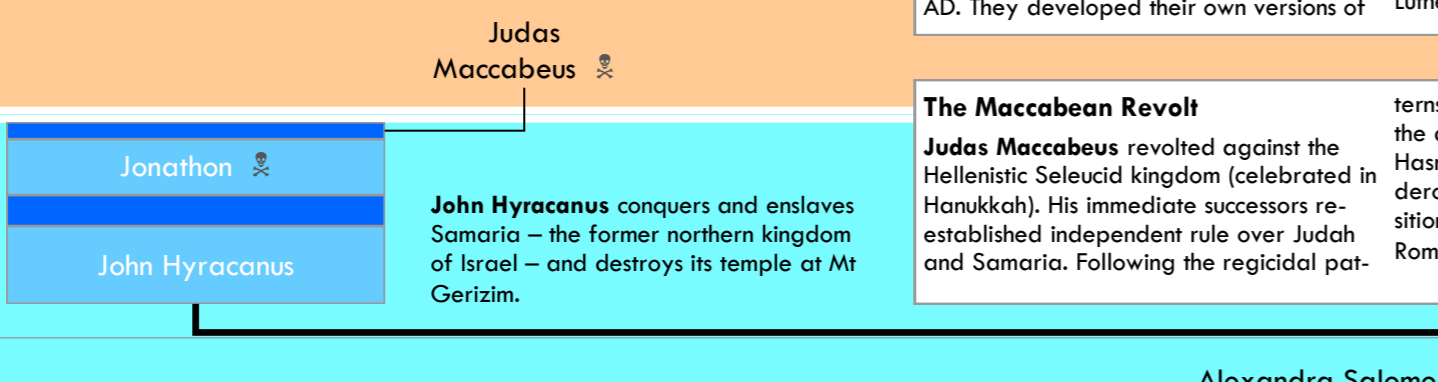 AD. They developed their own versions of
Judas
Maccabeus
Jonathon
John Hyracanus
John Hyracanus conquers and enslaves
Samaria – the former northern kingdom
of Israel – and destroys its temple at Mt
Gerizim.
The Maccabean Revolt
Judas Maccabeus revolted against the
Hellenistic Seleucid kingdom (celebrated in
Hanukkah). His immediate successors re-
established independent rule over Judah
and Samaria. Following the regicidal pat-
terns
the
Rom
Alexandra Salome